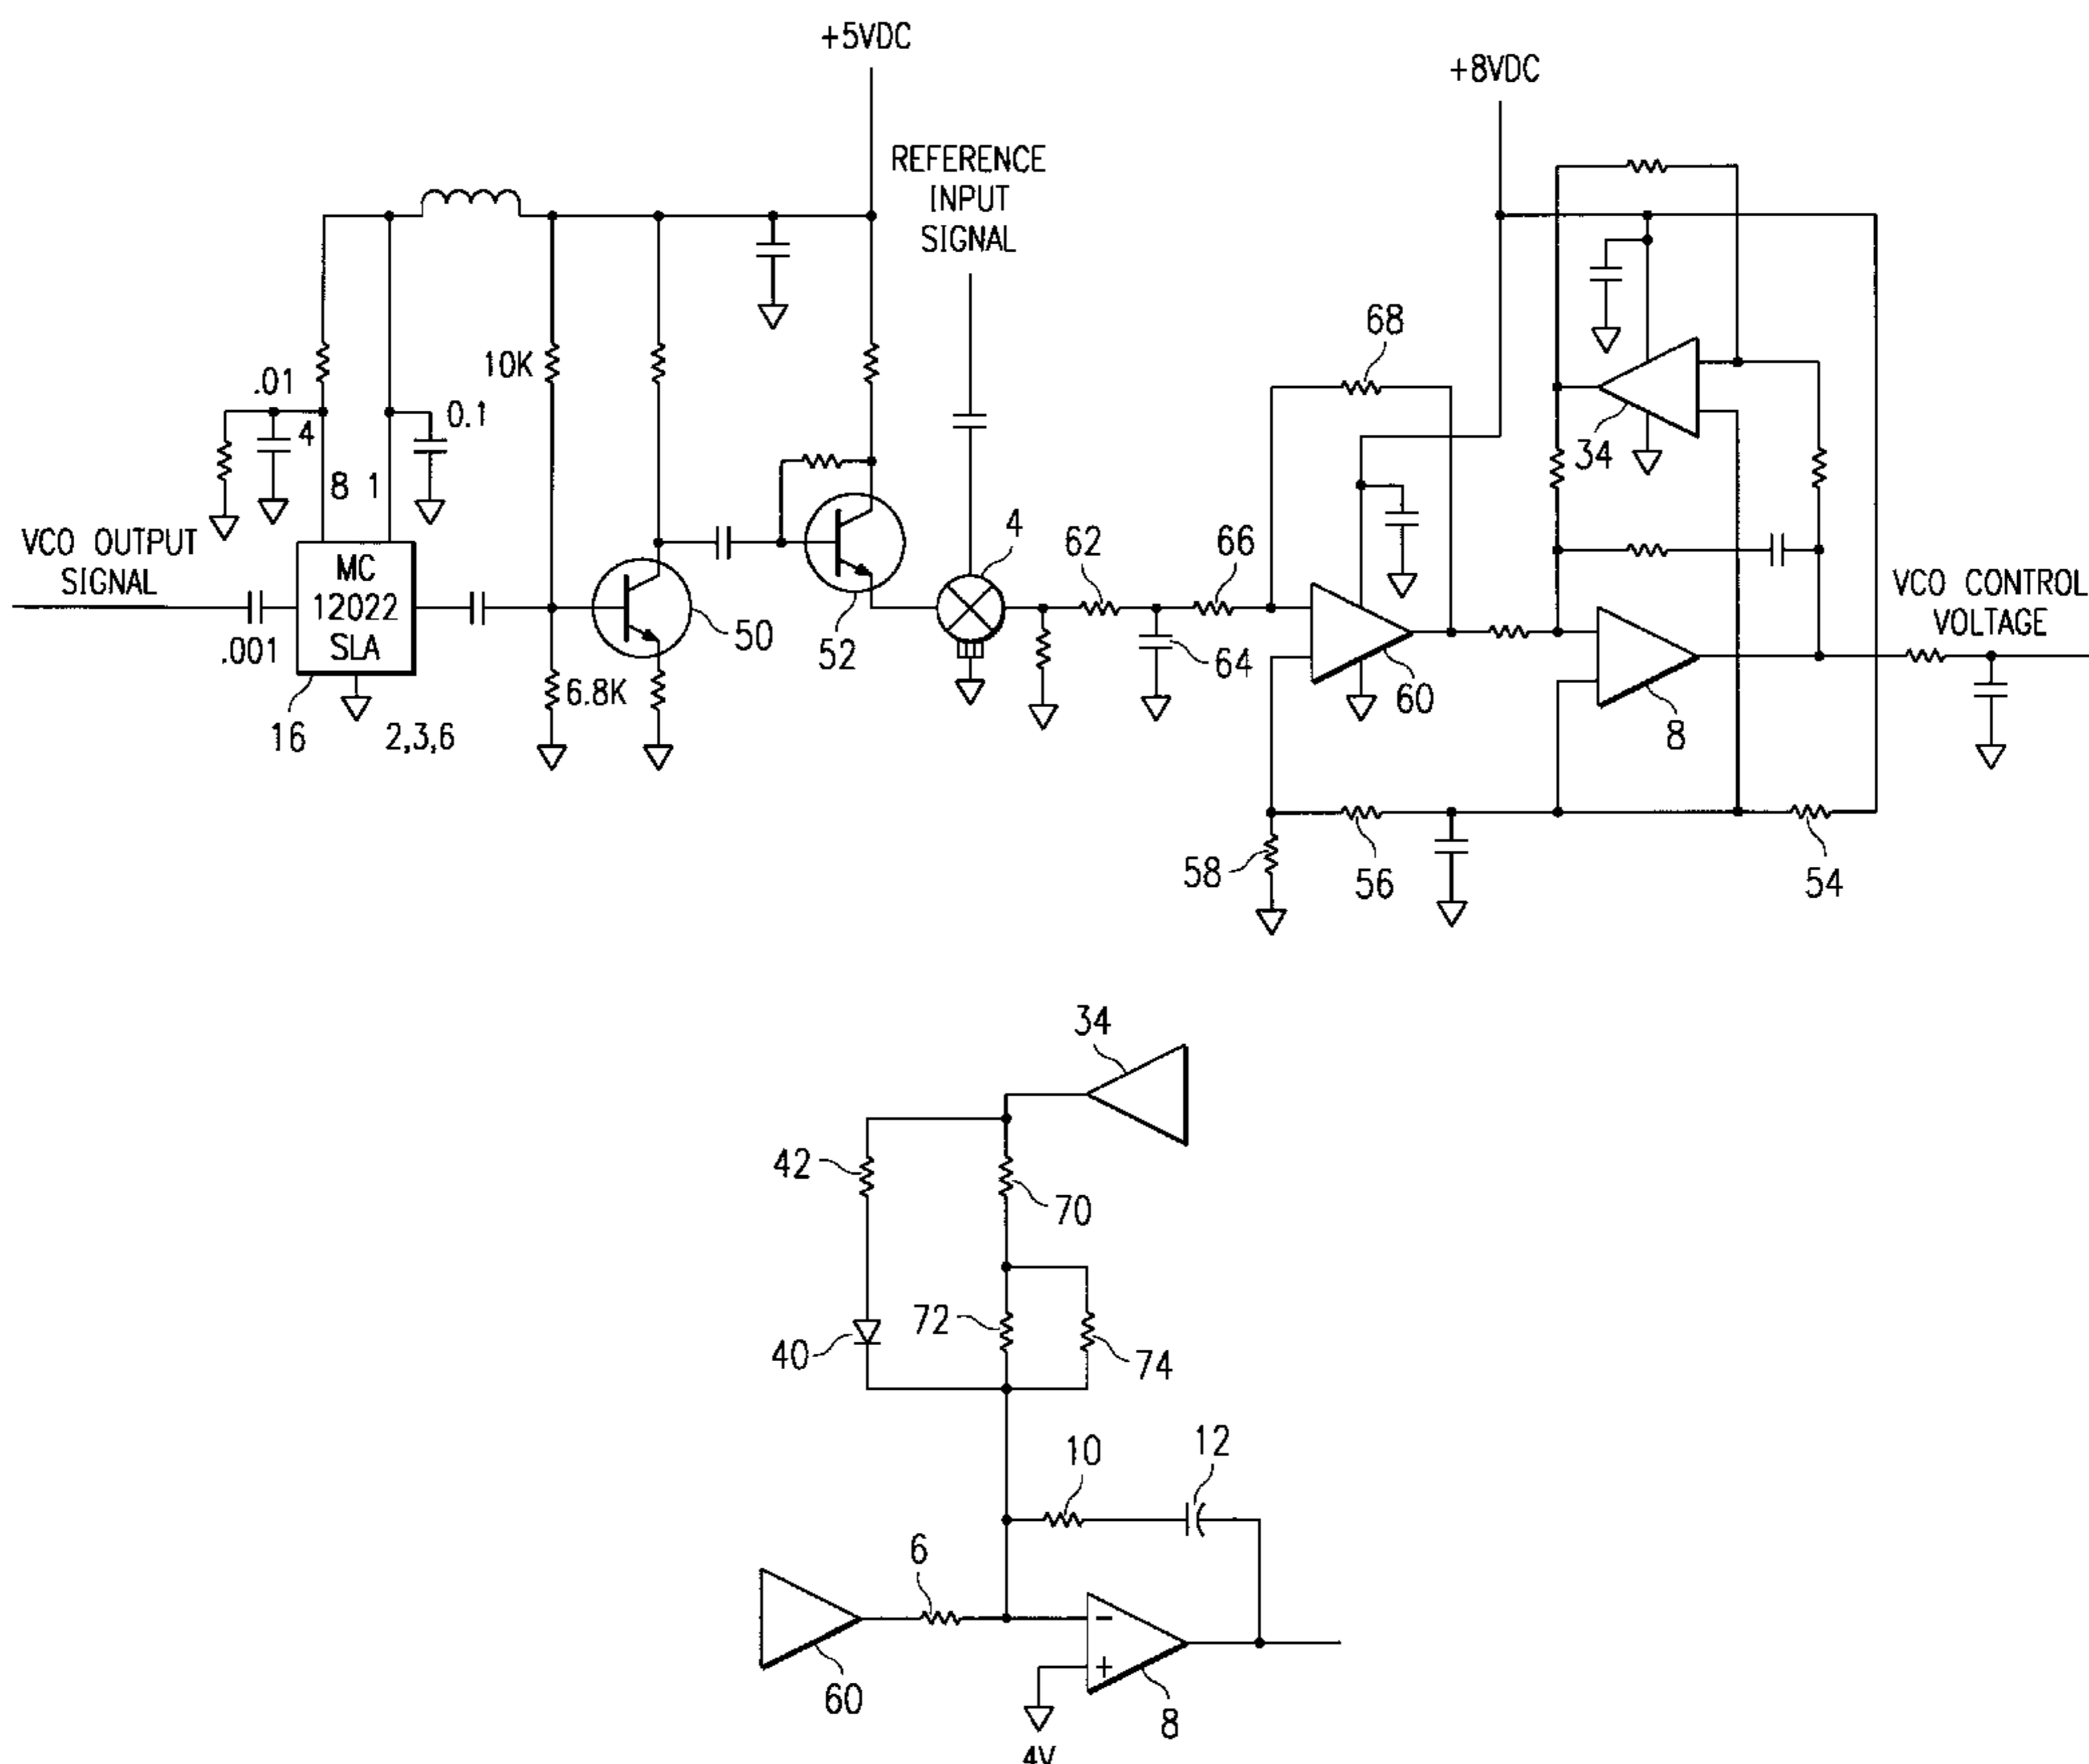 +5VDC
+8VDC
REFERENCE
INPUT
SIGNAL
68
.01
10K
0.1
4
34
8 1
VCO OUTPUT
SIGNAL
MC
12022
SLA
4
62
66
VCO CONTROL
VOLTAGE
.001
50
52
64
60
8
16
2,3,6
6.8K
58
56
54
34
42
70
72
40
74
10
12
6
-
+
60
8
4V